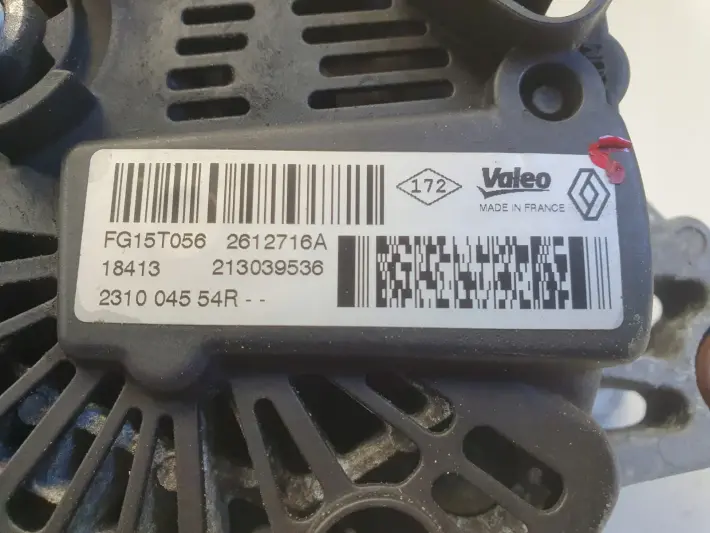 172 Valeo
MADE IN FRANCE
FG15T056 2612716A
18413 213039536
2310 045 54R - -